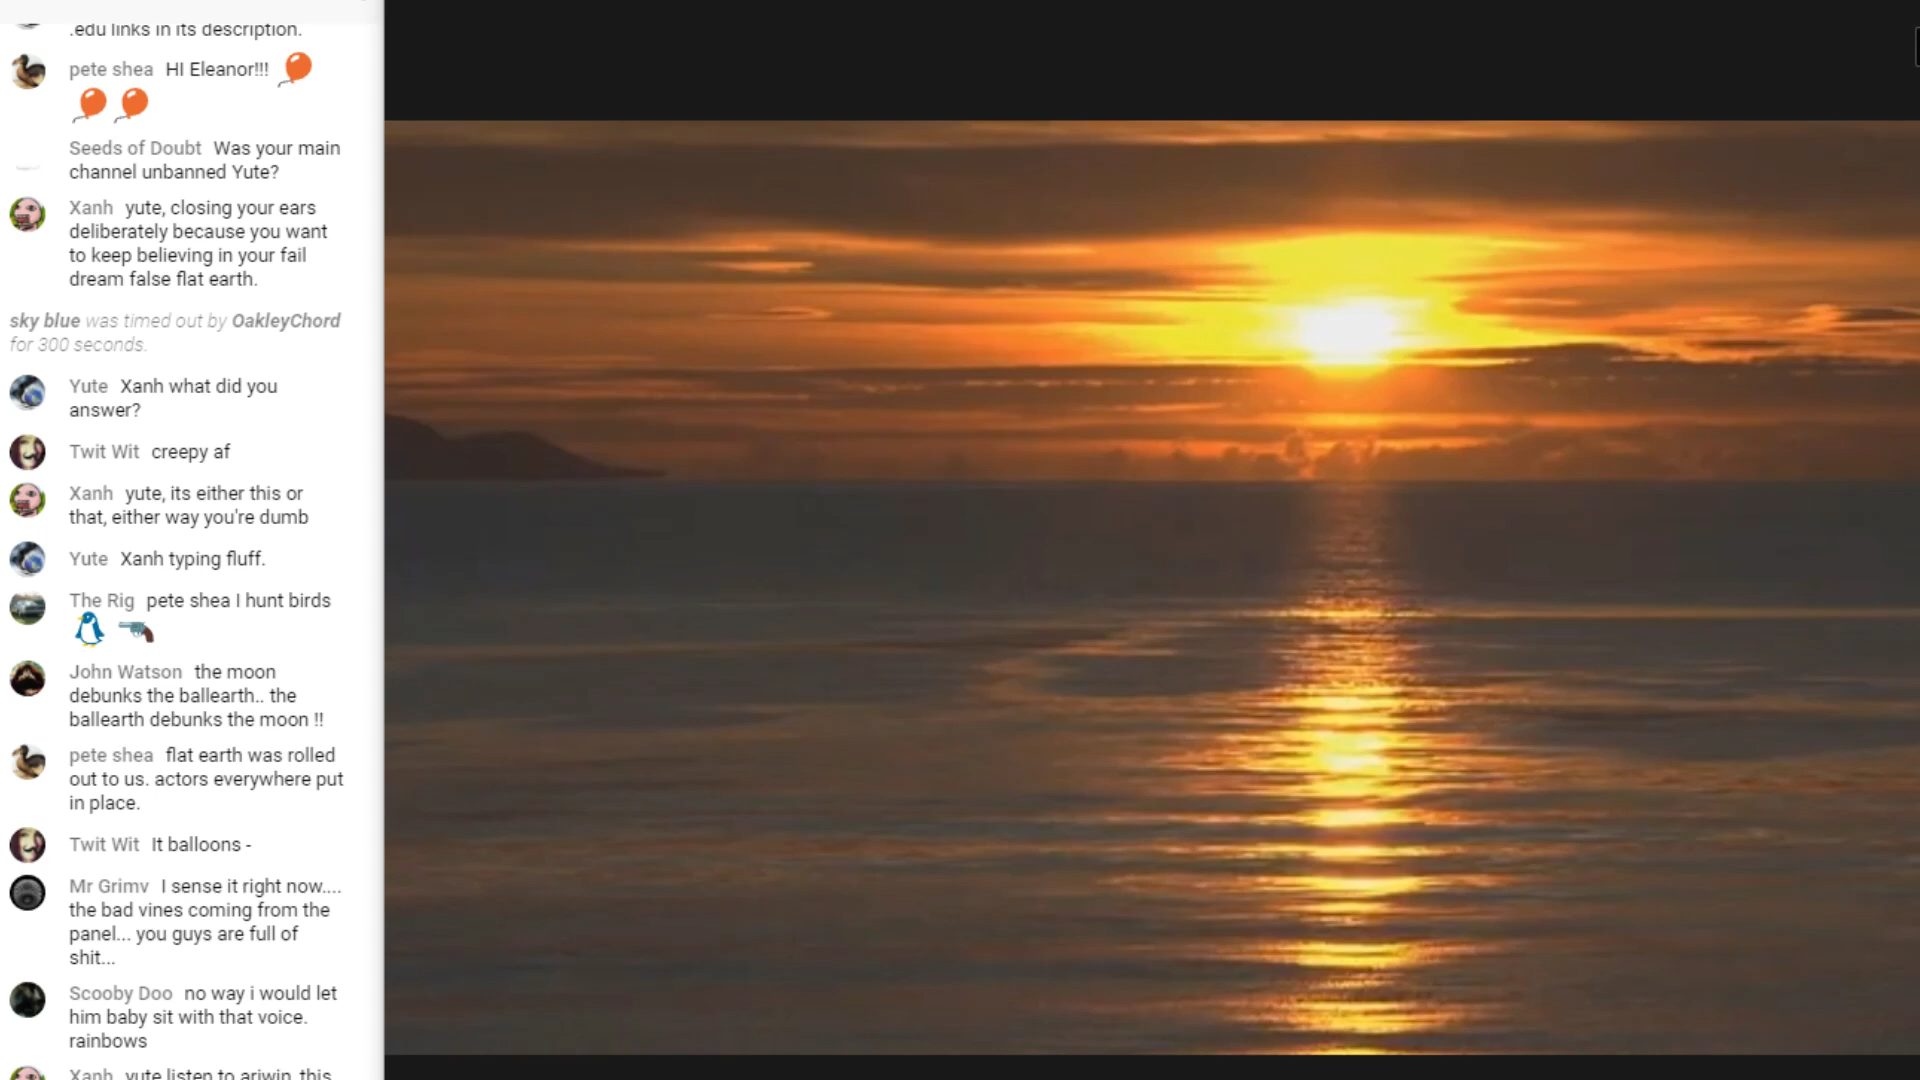 .edu links in its description.
pete shea HI Eleanor!!!
Seeds of Doubt Was your main
channel unbanned Yute?
Xanh yute, closing your ears
deliberately because you want
to keep believing in your fail
dream false flat earth.
sky blue was timed out by OakleyChord
for 300 seconds.
Yute Xanh what did you
answer?
Twit Wit creepy af
Xanh yute, its either this or
that, either way you're dumb
Yute Xanh typing fluff.
The Rig pete shea I hunt birds
John Watson the moon
debunks the ballearth.. the
ballearth debunks the moon !!
pete shea flat earth was rolled
out to us. actors everywhere put
in place.
Twit Wit It balloons -
Mr Grimv I sense it right now....
the bad vines coming from the
panel... you guys are full of
shit...
Scooby Doo no way i would let
him baby sit with that voice.
rainbows
Xanh yute listen to ariwin, this